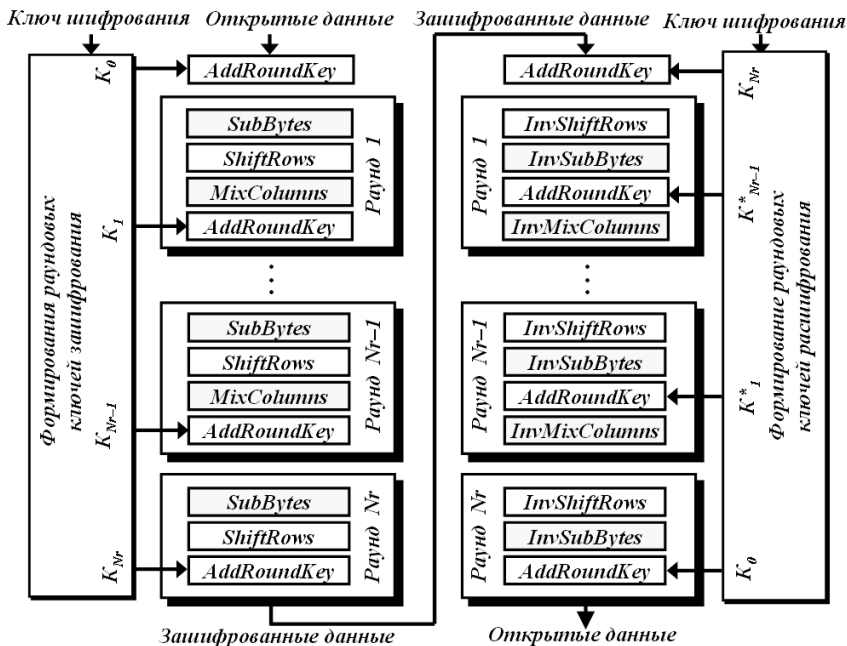 Ключ шифрования
Открытые данные
Зашифрованные данные
Ключ шифрования
Формирования раундовых
ключей зашифрования
K0
K1
KNr–1
KNr
AddRoundKey
SubBytes
ShiftRows
MixColumns
AddRoundKey
Раунд 1
SubBytes
ShiftRows
MixColumns
AddRoundKey
Раунд Nr–1
SubBytes
ShiftRows
AddRoundKey
Раунд Nr
Зашифрованные данные
AddRoundKey
Раунд 1
InvShiftRows
InvSubBytes
AddRoundKey
InvMixColumns
Раунд Nr–1
InvShiftRows
InvSubBytes
AddRoundKey
InvMixColumns
Раунд Nr
InvShiftRows
InvSubBytes
AddRoundKey
Открытые данные
KNr
K*Nr–1
K*1
K0
Формирование раундовых
ключей расшифрования